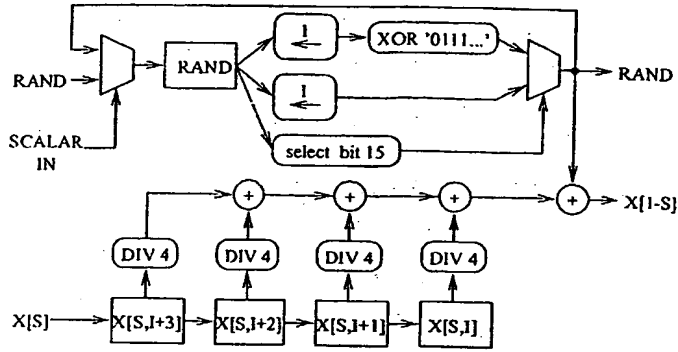 1
XOR '0111...'
RAND
RAND
RAND
1
SCALAR
IN
select bit 15
+
+
+
+
X[1-S]
DIV 4
DIV 4
DIV 4
DIV 4
X[S]
X[S,I+3]
X[S,I+2]
X[S,I+1]
X[S,I]